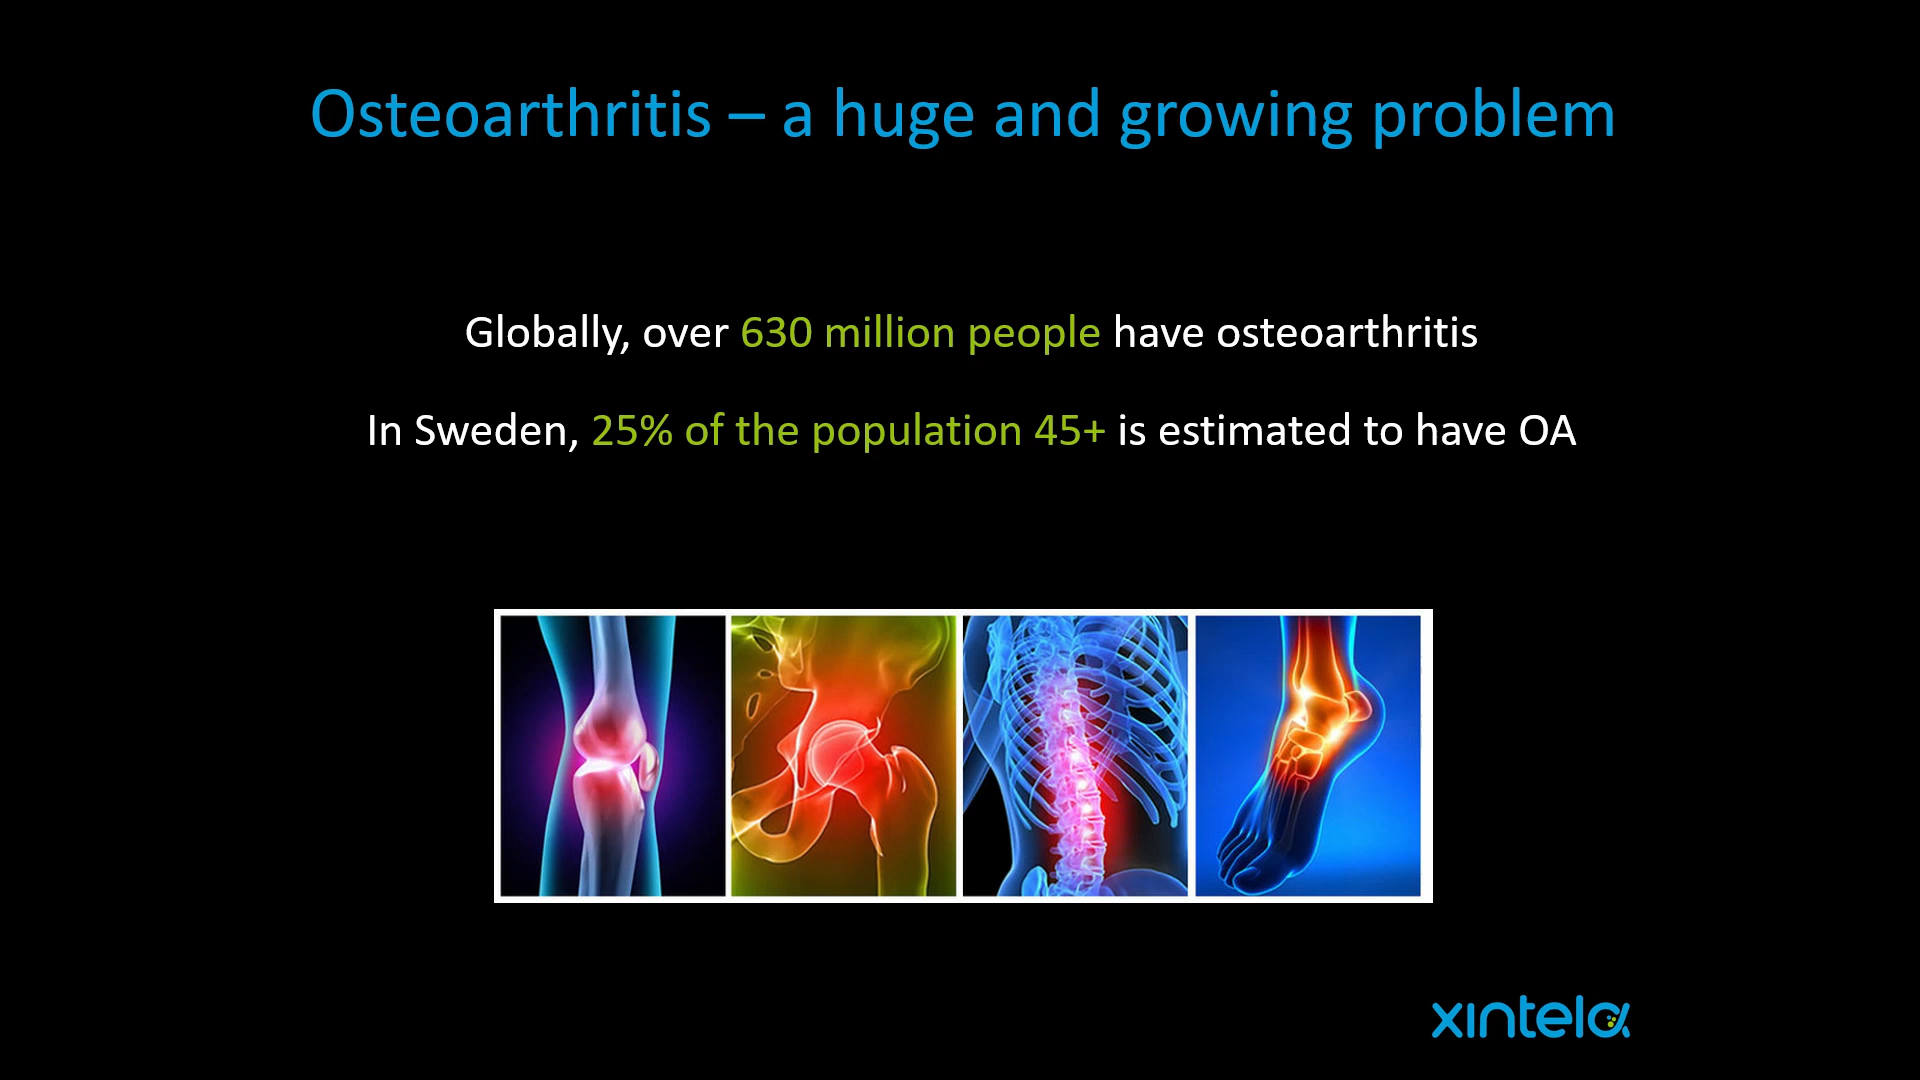 Osteoarthritis – a huge and growing problem
Globally, over 630 million people have osteoarthritis
In Sweden, 25% of the population 45+ is estimated to have OA
xintela